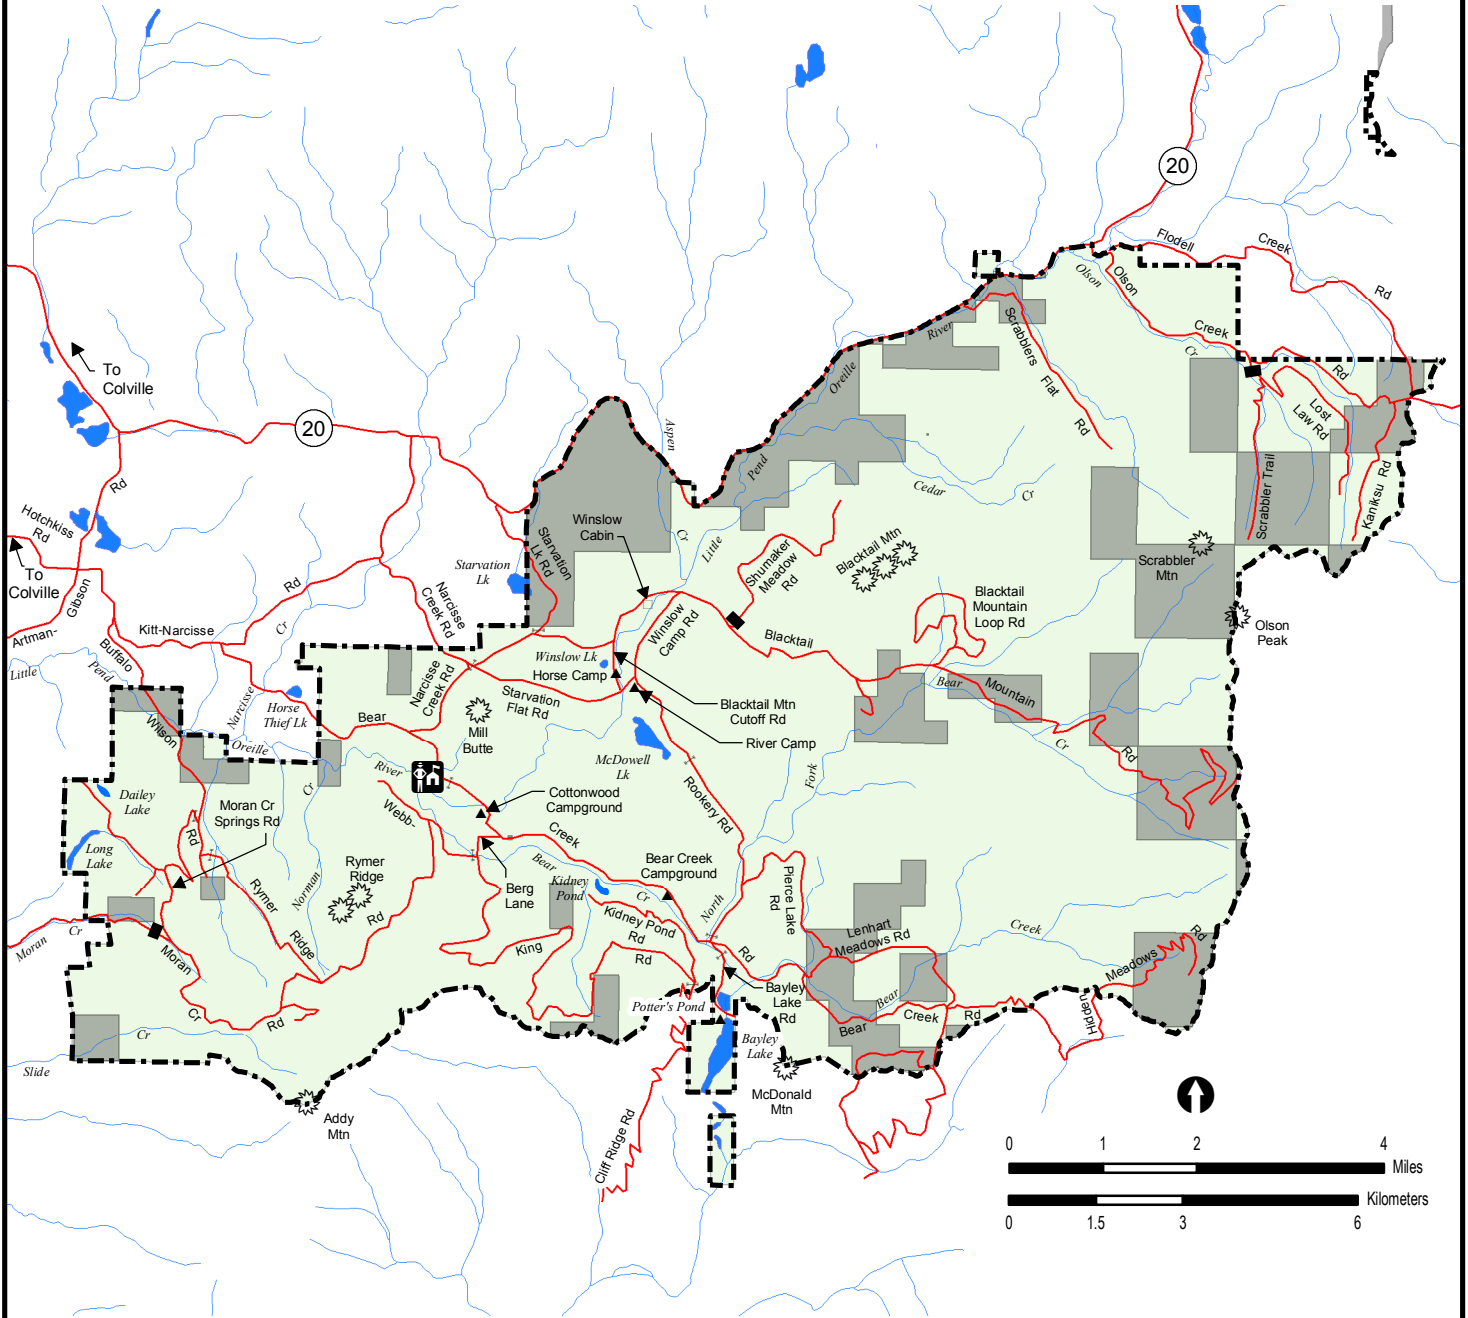 20
Flodell
Creek
Rd
Olson
Olson
Creek
Cr
Rd
To
Colville
River
Scrabblers
Flat
Rd
Oreille
Lost
Law Rd
20
Aspen
Cr
Pend
Cedar
Cr
Scrabbler Trail
Kaniksu Rd
Rd
Hotchkiss
Rd
To
Colville
Gibson
Artman-
Winslow
Cabin
Starvation
Lk Rd
Starvation
Lk
Little
Shumaker
Meadow
Rd
Blacktail Mtn
Scrabbler
Mtn
Olson
Peak
Blacktail
Mountain
Loop Rd
Rd
Kitt-Narcisse
Cr
Narcisse
Creek Rd
Buffalo
Little
Pend
Winslow
Camp Rd
Blacktail
Winslow Lk
Horse Camp
Narcisse
Creek Rd
Starvation
Flat Rd
Bear
Mountain
Cr
Rd
Narcisse
Horse
Thief Lk
Bear
Mill
Butte
Blacktail Mtn
Cutoff Rd
River Camp
Wilson
Oreille
River
Cr
McDowell
Lk
Rookery Rd
Fork
Dailey
Lake
Moran Cr
Springs Rd
Rd
Webb-
Cottonwood
Campground
Creek
Long
Lake
Rymer
Ridge
Rymer
Norman
Rd
Bear
Berg
Lane
Kidney
Pond
Cr
Bear Creek
Campground
Pierce Lake
Rd
North
Kidney Pond
Rd
Lenhart
Meadows Rd
Creek
Moran
Cr
Moran
Ridge
King
Rd
Rd
Bayley
Lake
Rd
Meadows
Rd
Hidden
Potter's Pond
Bear
Bear
Creek
Rd
Cr
Rd
Cr
Slide
Bayley
Lake
McDonald
Mtn
Addy
Mtn
Cliff Ridge Rd
0
1
2
4
Miles
Kilometers
0
1.5
3
6